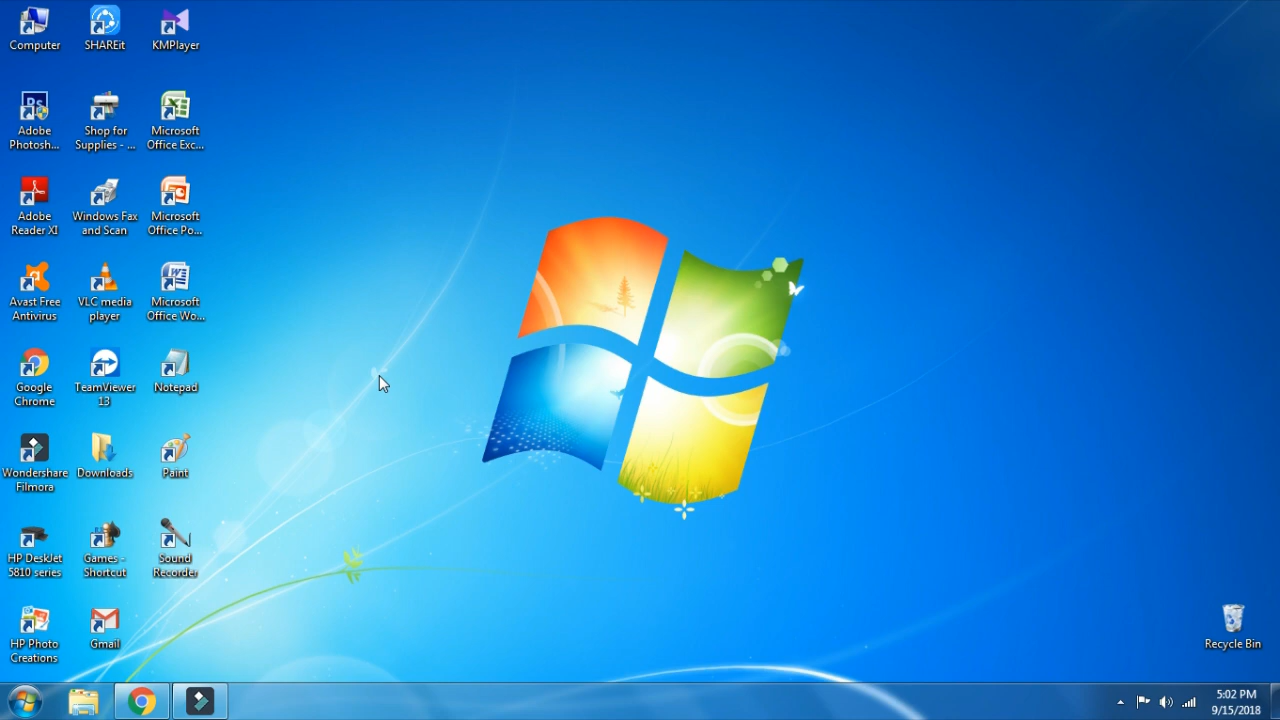 Computer
SHAREit
KMPlayer
Adobe
Photosh...
Shop for
Supplies - ...
Microsoft
Office Exc...
Adobe
Reader XI
Windows Fax
and Scan
Microsoft
Office Po...
Avast Free
Antivirus
VLC media
player
Microsoft
Office Wo...
Google
Chrome
TeamViewer
13
Notepad
Wondershare
Filmora
Downloads
Paint
HP DeskJet
5810 series
Games -
Shortcut
Sound
Recorder
HP Photo
Creations
Gmail
Recycle Bin
5:02 PM
9/15/2018